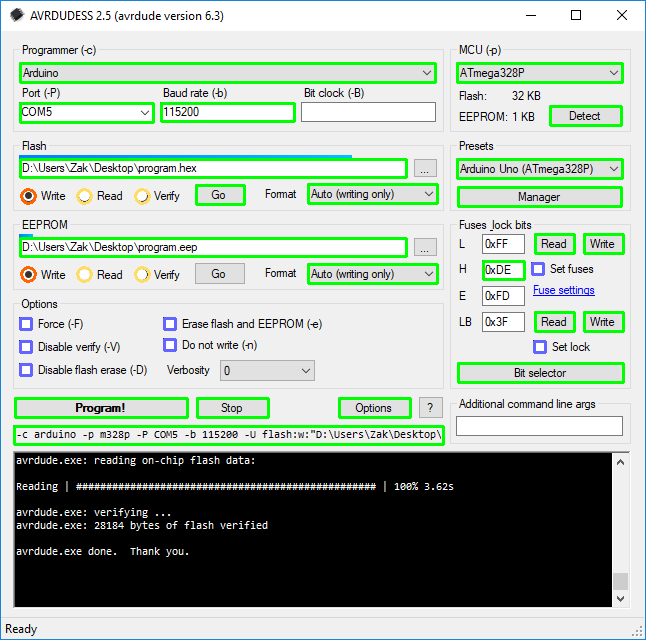 AVRDUDESS 2.5 (avrdude version 6.3)
Programmer (-c)
Arduino
Port (-P)
Baud rate (-b)
Bit clock (-B)
COM5
115200
MCU (-p)
ATmega328P
Flash: 32 KB
EEPROM: 1 KB
Detect
Flash
D:\Users\Zak\Desktop\program.hex
...
Write
Read
Verify
Go
Format
Auto (writing only)
Presets
Arduino Uno (ATmega328P)
Manager
EEPROM
D:\Users\Zak\Desktop\program.eep
...
Write
Read
Verify
Go
Format
Auto (writing only)
Fuses lock bits
L 0xFF Read Write
H 0xDE Set fuses
E 0xFD Fuse settings
LB 0x3F Read Write
Set lock
Bit selector
Options
Force (-F)
Erase flash and EEPROM (-e)
Disable verify (-V)
Do not write (-n)
Disable flash erase (-D)
Verbosity 0
Program!
Stop
Options
?
Additional command line args
-c arduino -p m328p -P COM5 -b 115200 -U flash:w:"D:\Users\Zak\Desktop\
avrdude.exe: reading on-chip flash data:
Reading | ################################################## | 100% 3.62s
avrdude.exe: verifying ...
avrdude.exe: 28184 bytes of flash verified
avrdude.exe done.  Thank you.
Ready